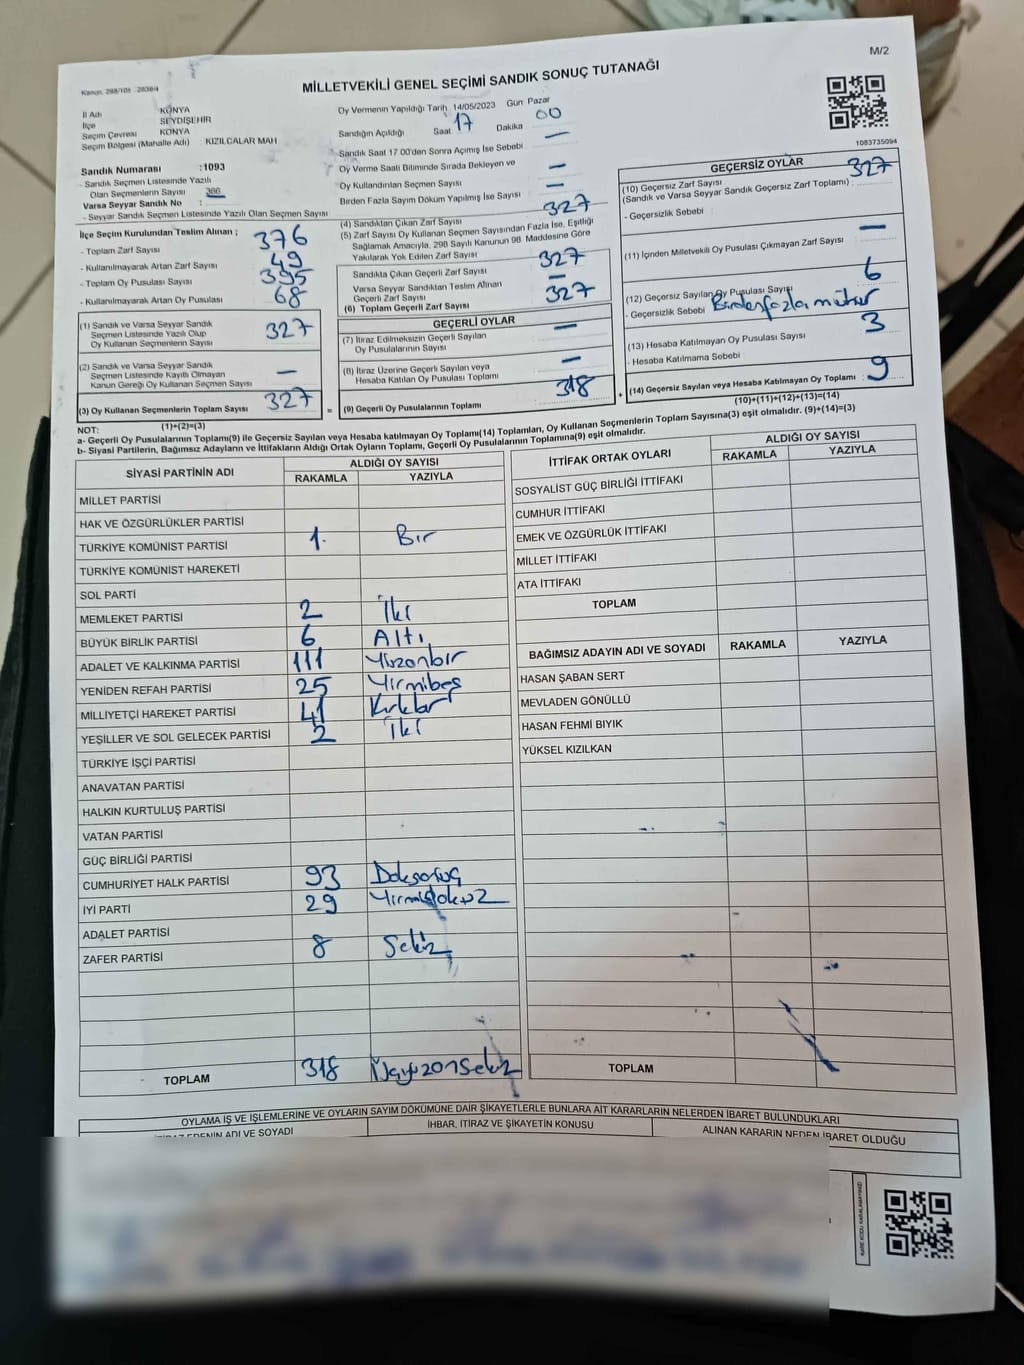 M/2
Kanun: 298/105 2839/4
MİLLETVEKİLİ GENEL SEÇİMİ SANDIK SONUÇ TUTANAĞI
İl Adı KONYA
İlçe SEYDİŞEHİR
Seçim Çevresi KONYA
Seçim Bölgesi (Mahalle Adı) KIZILCALAR MAH
Sandık Numarası :1093
- Sandık Seçmen Listesinde Yazılı
Olan Seçmenlerin Sayısı : 366
Varsa Seyyar Sandık No :
- Seyyar Sandık Seçmen Listesinde Yazılı Olan Seçmen Sayısı
İlçe Seçim Kurulundan Teslim Alınan ;
- Toplam Zarf Sayısı 376
- Kullanılmayarak Artan Zarf Sayısı 49
- Toplam Oy Pusulası Sayısı 395
- Kullanılmayarak Artan Oy Pusulası 68
(1) Sandık ve Varsa Seyyar Sandık
Seçmen Listesinde Yazılı Olup
Oy Kullanan Seçmenlerin Sayısı 327
(2) Sandık ve Varsa Seyyar Sandık
Seçmen Listesinde Kayıtlı Olmayan
Kanun Gereği Oy Kullanan Seçmen Sayısı —
(3) Oy Kullanan Seçmenlerin Toplam Sayısı 327
(1)+(2)=(3)
Oy Vermenin Yapıldığı Tarih 14/05/2023 Gün Pazar
Sandığın Açıldığı Saat 17 Dakika 00
Sandık Saat 17.00'den Sonra Açılmış İse Sebebi —
Oy Verme Saati Bitiminde Sırada Bekleyen ve
Oy Kullandırılan Seçmen Sayısı —
Birden Fazla Sayım Döküm Yapılmış İse Sayısı —
(4) Sandıktan Çıkan Zarf Sayısı 327
(5) Zarf Sayısı Oy Kullanan Seçmen Sayısından Fazla İse, Eşitliği
Sağlamak Amacıyla, 298 Sayılı Kanunun 98. Maddesine Göre
Yakılarak Yok Edilen Zarf Sayısı
Sandıkta Çıkan Geçerli Zarf Sayısı 327
Varsa Seyyar Sandıktan Teslim Alınan
Geçerli Zarf Sayısı —
(6) Toplam Geçerli Zarf Sayısı 327
GEÇERLİ OYLAR
(7) İtiraz Edilmeksizin Geçerli Sayılan
Oy Pusulalarının Sayısı —
(8) İtiraz Üzerine Geçerli Sayılan veya
Hesaba Katılan Oy Pusulası Toplamı —
= (9) Geçerli Oy Pusulalarının Toplamı 318
1083735094
GEÇERSİZ OYLAR
(10) Geçersiz Zarf Sayısı 327
(Sandık ve Varsa Seyyar Sandık Geçersiz Zarf Toplamı) :
- Geçersizlik Sebebi
(11) İçinden Milletvekili Oy Pusulası Çıkmayan Zarf Sayısı —
(12) Geçersiz Sayılan Oy Pusulası Sayısı 6
- Geçersizlik Sebebi Birden fazla mühür
(13) Hesaba Katılmayan Oy Pusulası Sayısı 3
- Hesaba Katılmama Sebebi
+ (14) Geçersiz Sayılan veya Hesaba Katılmayan Oy Toplamı 9
(10)+(11)+(12)+(13)=(14)
NOT:
a- Geçerli Oy Pusulalarının Toplamı(9) ile Geçersiz Sayılan veya Hesaba katılmayan Oy Toplamı(14) Toplamları, Oy Kullanan Seçmenlerin Toplam Sayısına(3) eşit olmalıdır. (9)+(14)=(3)
b- Siyasi Partilerin, Bağımsız Adayların ve İttifakların Aldığı Ortak Oyların Toplamı, Geçerli Oy Pusulalarının Toplamına(9) eşit olmalıdır.
SİYASİ PARTİNİN ADI ALDIĞI OY SAYISI
RAKAMLA YAZIYLA
MİLLET PARTİSİ
HAK VE ÖZGÜRLÜKLER PARTİSİ
TÜRKİYE KOMÜNİST PARTİSİ 1. Bir
TÜRKİYE KOMÜNİST HAREKETİ
SOL PARTİ
MEMLEKET PARTİSİ 2 İki
BÜYÜK BİRLİK PARTİSİ 6 Altı
ADALET VE KALKINMA PARTİSİ 111 Yüzonbir
YENİDEN REFAH PARTİSİ 25 Yirmibeş
MİLLİYETÇİ HAREKET PARTİSİ 41 Kırkbir
YEŞİLLER VE SOL GELECEK PARTİSİ 2 İki
TÜRKİYE İŞÇİ PARTİSİ
ANAVATAN PARTİSİ
HALKIN KURTULUŞ PARTİSİ
VATAN PARTİSİ
GÜÇ BİRLİĞİ PARTİSİ
CUMHURİYET HALK PARTİSİ 93 Doksanüç
İYİ PARTİ 29 Yirmidokuz
ADALET PARTİSİ
ZAFER PARTİSİ 8 Sekiz
TOPLAM 318 Üçyüzonsekiz
İTTİFAK ORTAK OYLARI ALDIĞI OY SAYISI
RAKAMLA YAZIYLA
SOSYALİST GÜÇ BİRLİĞİ İTTİFAKI
CUMHUR İTTİFAKI
EMEK VE ÖZGÜRLÜK İTTİFAKI
MİLLET İTTİFAKI
ATA İTTİFAKI
TOPLAM
BAĞIMSIZ ADAYIN ADI VE SOYADI RAKAMLA YAZIYLA
HASAN ŞABAN SERT
MEVLADEN GÖNÜLLÜ
HASAN FEHMİ BIYIK
YÜKSEL KIZILKAN
TOPLAM
OYLAMA İŞ VE İŞLEMLERİNE VE OYLARIN SAYIM DÖKÜMÜNE DAİR ŞİKAYETLERLE BUNLARA AİT KARARLARIN NELERDEN İBARET BULUNDUKLARI
İTİRAZ EDENİN ADI VE SOYADI İHBAR, İTİRAZ VE ŞİKAYETİN KONUSU ALINAN KARARIN NEDEN İBARET OLDUĞU
KARE KODU KARALAMAYINIZ!